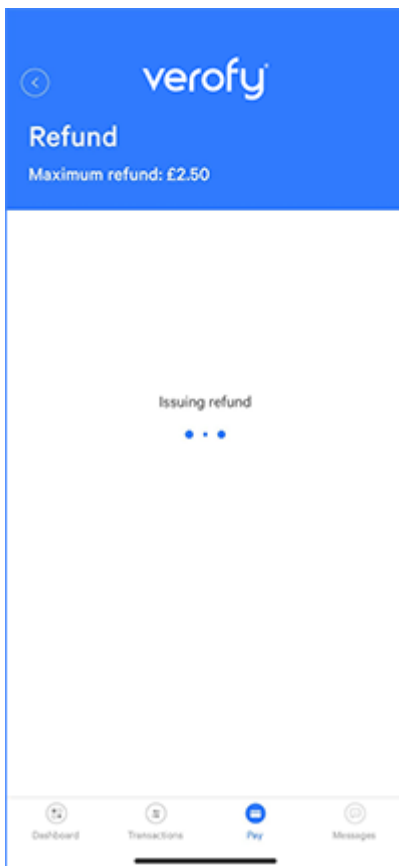 verofy
Refund
Maximum refund: £2.50
Issuing refund
Dashboard Transactions Pay Messages